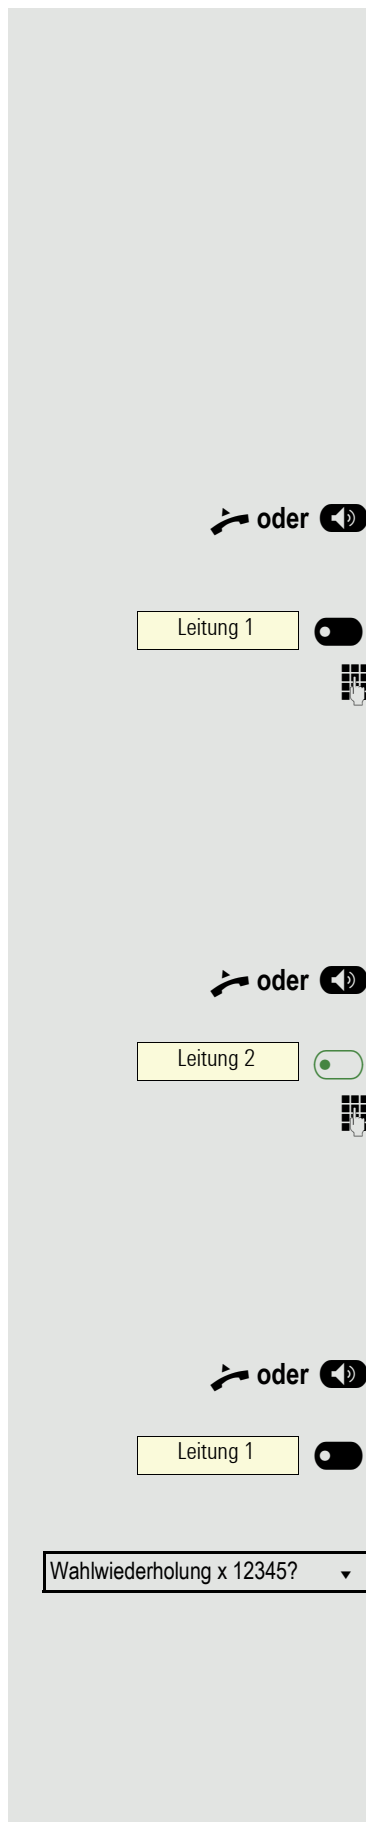 oder
Leitung 1
oder
Leitung 2
oder
Leitung 1
Wahlwiederholung x 12345?